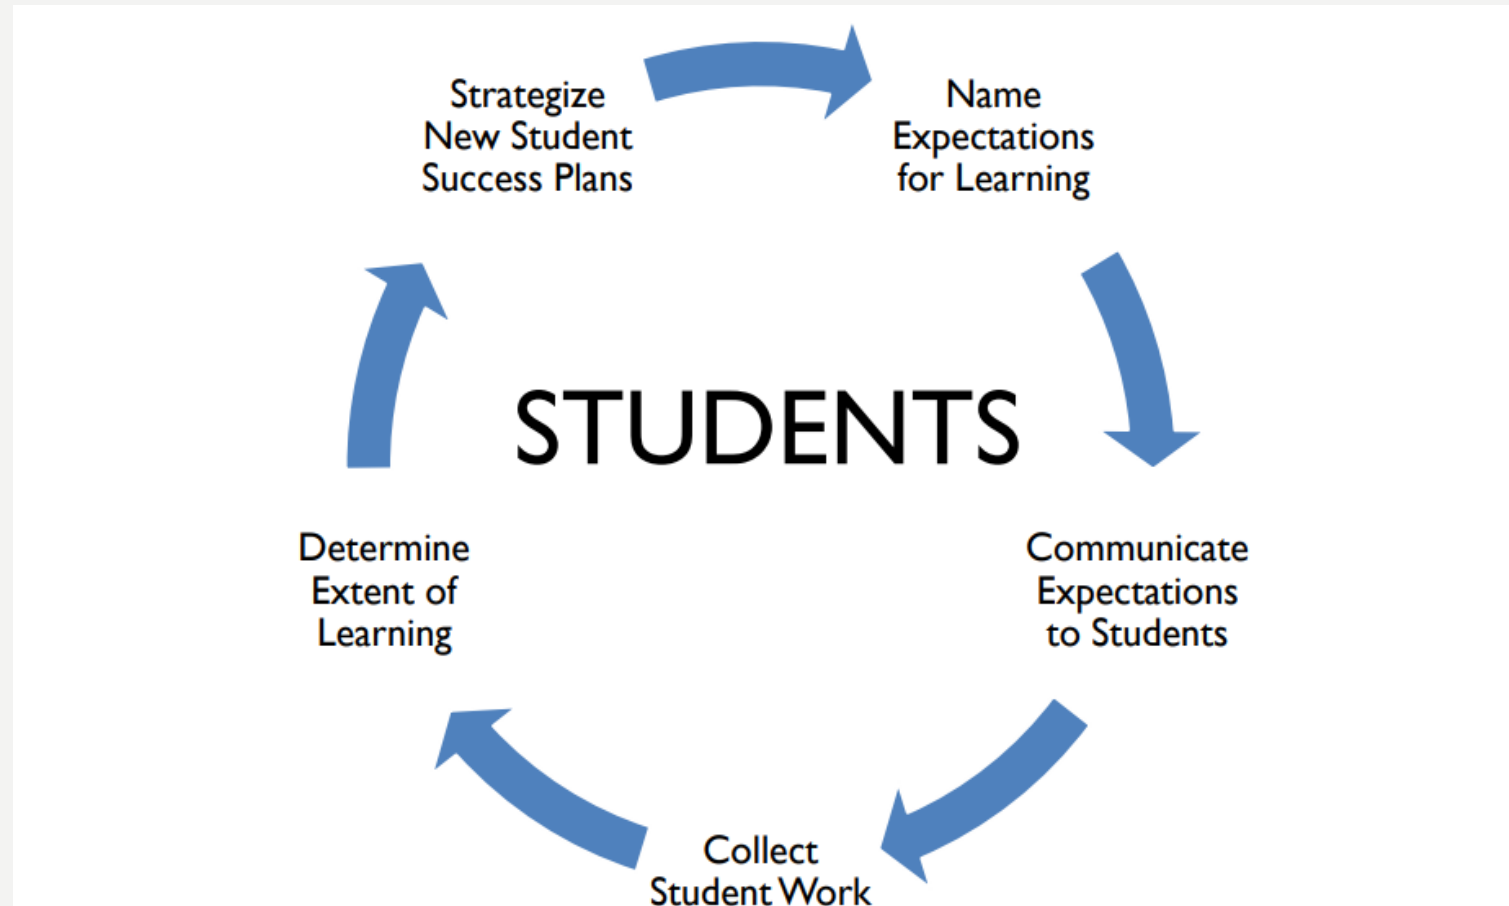 Strategize
New Student
Success Plans
Name
Expectations
for Learning
STUDENTS
Determine
Extent of
Learning
Communicate
Expectations
to Students
Collect
Student Work